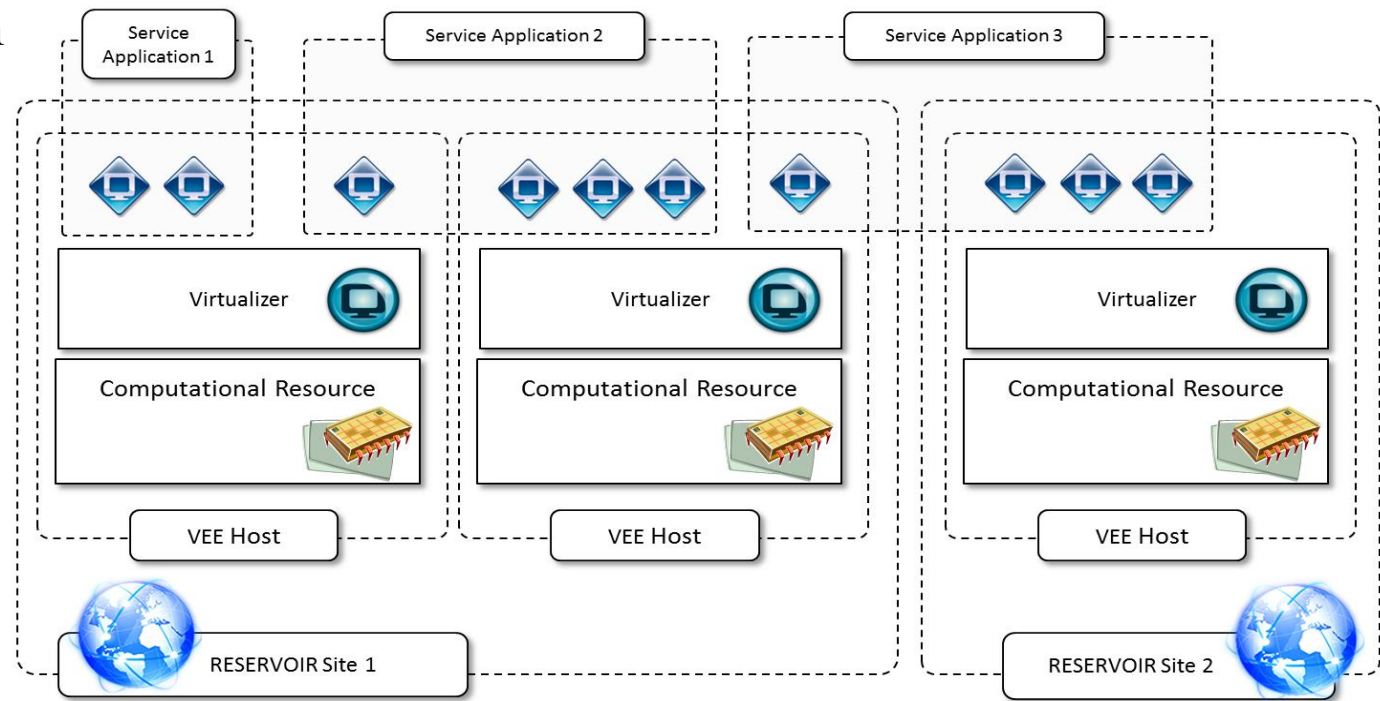 Service
Application 1
Service Application 2
Service Application 3
Virtualizer
Virtualizer
Virtualizer
Computational Resource
Computational Resource
Computational Resource
VEE Host
VEE Host
VEE Host
RESERVOIR Site 1
RESERVOIR Site 2